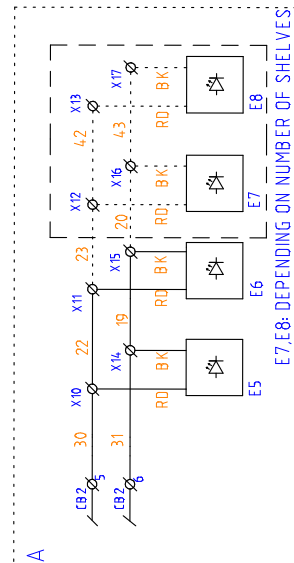 A
CB2
5
30
X10
22
X11
23
X12
42
X13
CB2
6
31
X14
19
X15
20
X16
43
X17
RD
BK
E5
RD
BK
E6
RD
BK
E7
RD
BK
E8
E7,E8: DEPENDING ON NUMBER OF SHELVES